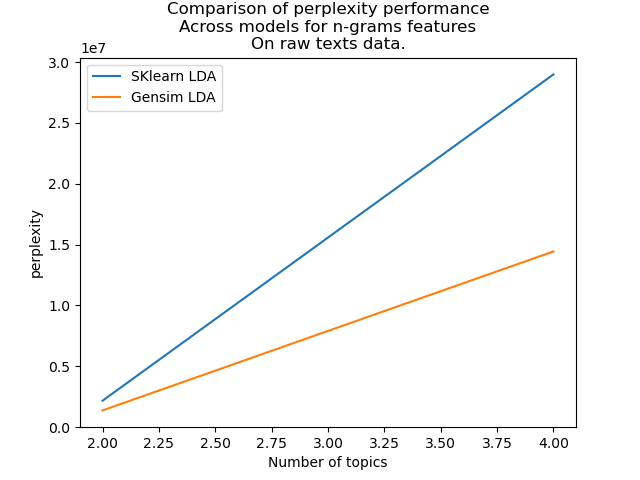 Comparison of perplexity performance
Across models for n-grams features
On raw texts data.
1e7
3.0
2.5
2.0
1.5
1.0
0.5
0.0
perplexity
SKlearn LDA
Gensim LDA
2.00 2.25 2.50 2.75 3.00 3.25 3.50 3.75 4.00
Number of topics